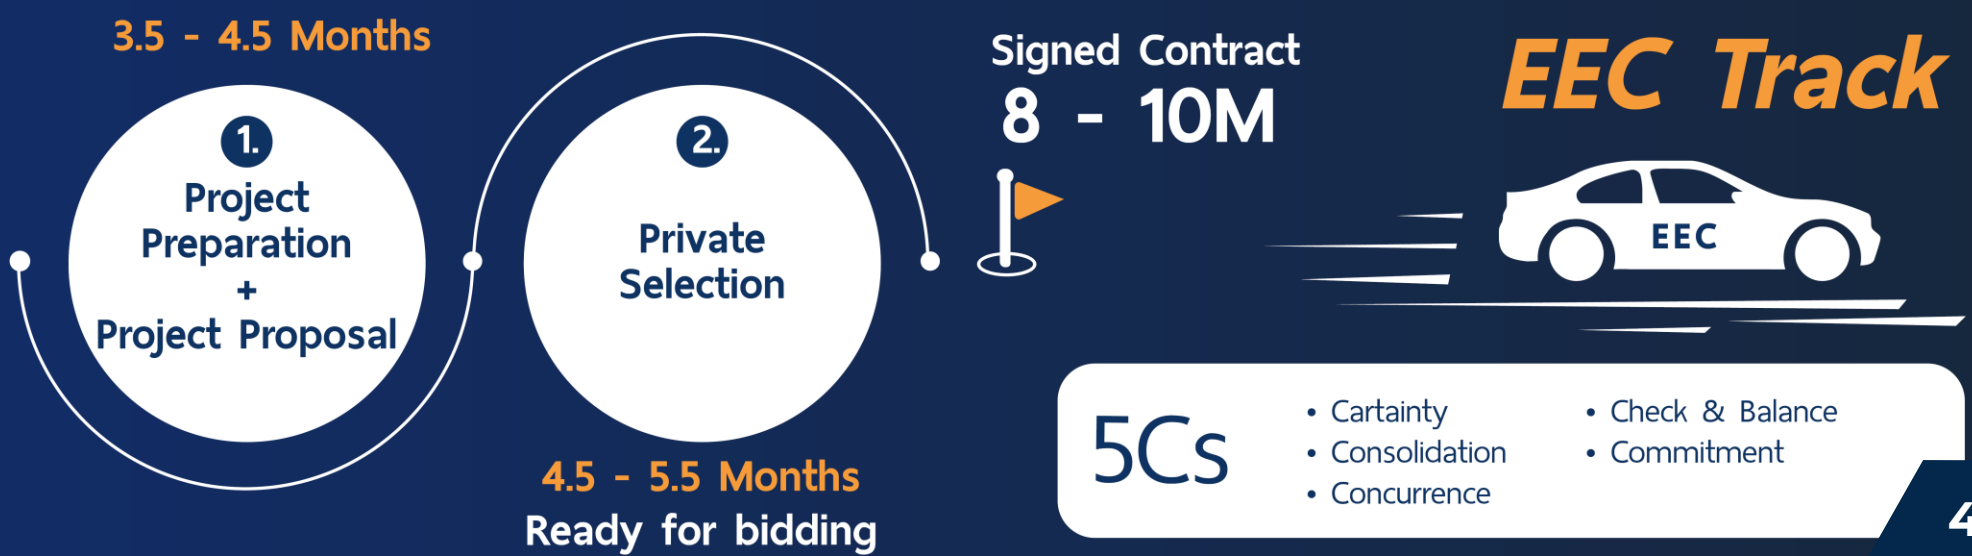 3.5 - 4.5 Months
1.
Project
Preparation
+
Project Proposal
2.
Private
Selection
4.5 - 5.5 Months
Ready for bidding
Signed Contract
8 - 10M
EEC Track
EEC
5Cs
• Cartainty
• Consolidation
• Concurrence
• Check & Balance
• Commitment
4